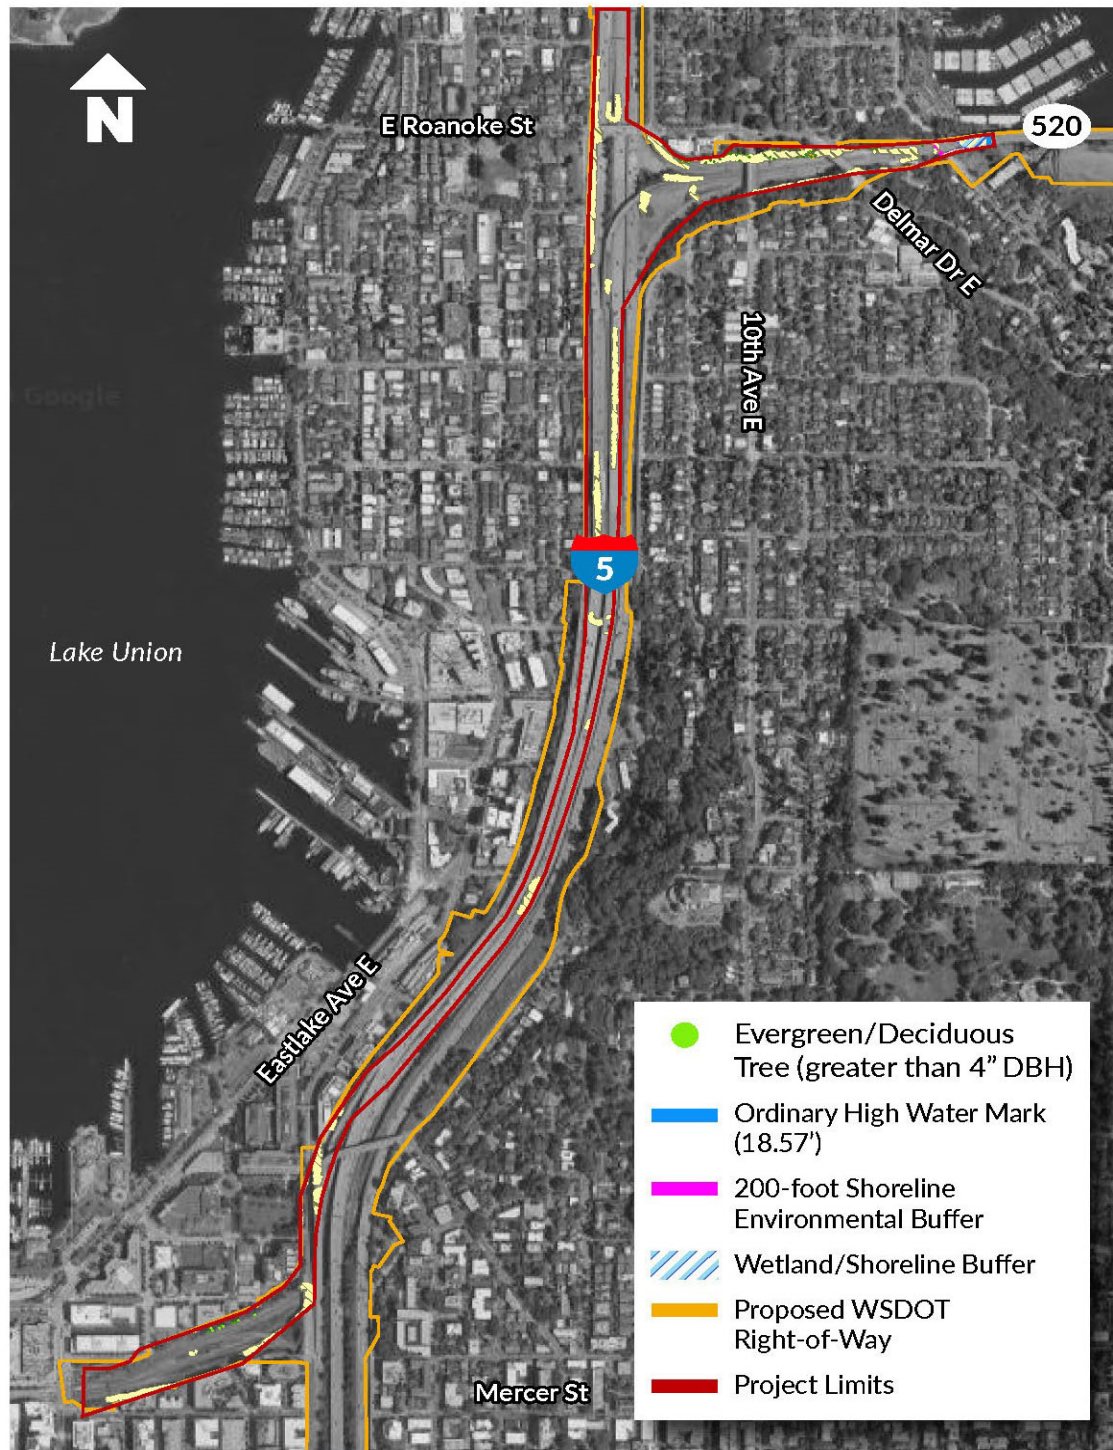 N
E Roanoke St
520
Delmar Dr E
10th Ave E
Google
5
Lake Union
Eastlake Ave E
Mercer St
Evergreen/Deciduous
Tree (greater than 4” DBH)
Ordinary High Water Mark
(18.57’)
200-foot Shoreline
Environmental Buffer
Wetland/Shoreline Buffer
Proposed WSDOT
Right-of-Way
Project Limits